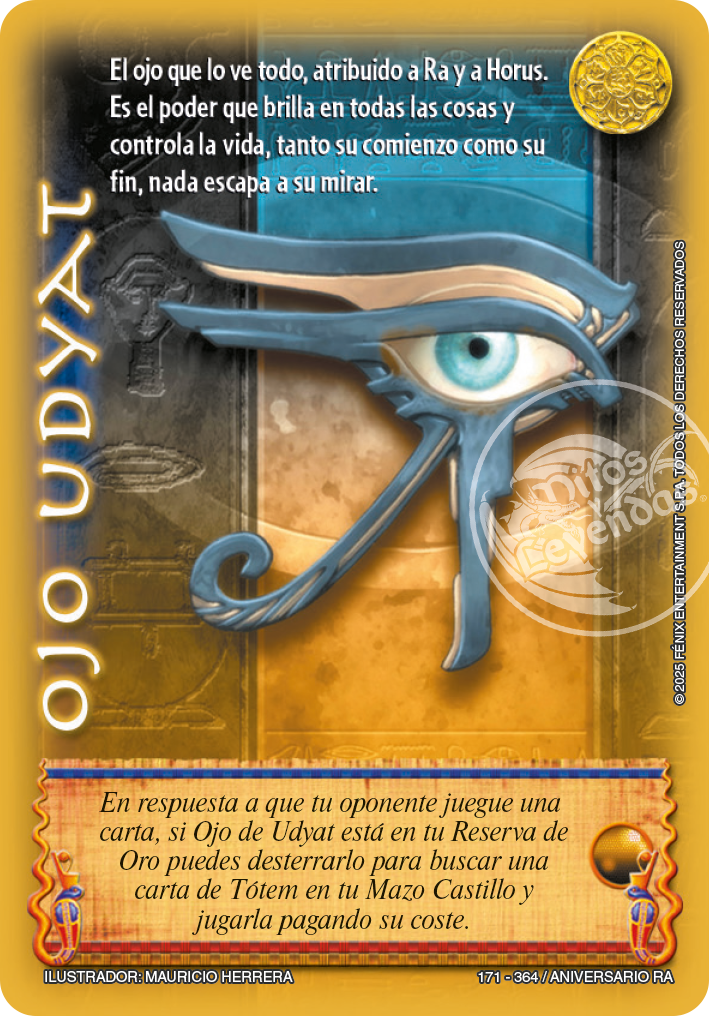 El ojo que lo ve todo, atribuido a Ra y a Horus.
Es el poder que brilla en todas las cosas y
controla la vida, tanto su comienzo como su
fin, nada escapa a su mirar.
OJO UDYAT
© 2025 FÉNIX ENTERTAINMENT S.P.A. TODOS LOS DERECHOS RESERVADOS
Mitos
y
Leyendas
En respuesta a que tu oponente juegue una
carta, si Ojo de Udyat está en tu Reserva de
Oro puedes desterrarlo para buscar una
carta de Tótem en tu Mazo Castillo y
jugarla pagando su coste.
ILUSTRADOR: MAURICIO HERRERA
171 - 364 / ANIVERSARIO RA